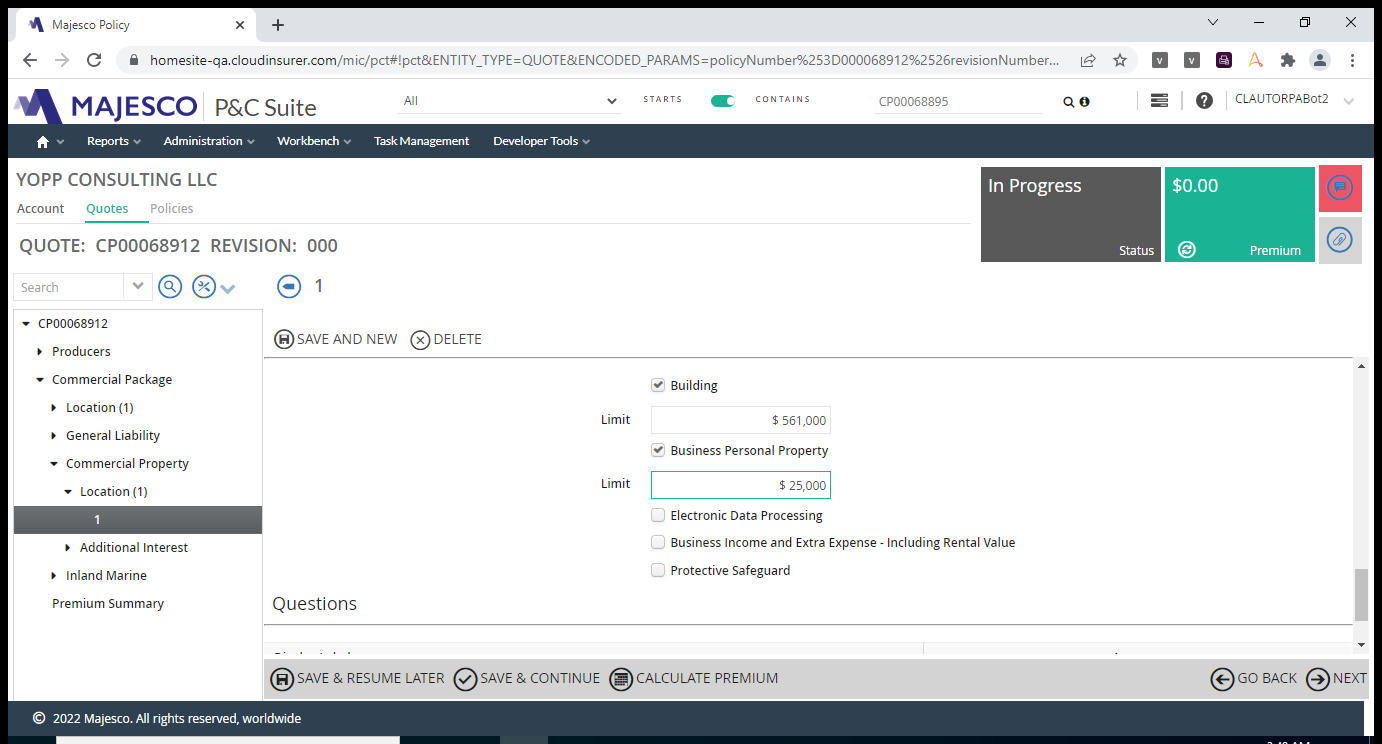 Majesco Policy
homesite-qa.cloudinsurer.com/mic/pct#!pct&ENTITY_TYPE=QUOTE&ENCODED_PARAMS=policyNumber%253D000068912%2526revisionNumber...
MAJESCO P&C Suite
All
STARTS
CONTAINS
CP00068895
CLAUTORPABot2
Reports
Administration
Workbench
Task Management
Developer Tools
YOPP CONSULTING LLC
Account Quotes Policies
In Progress
Status
$0.00
Premium
QUOTE: CP00068912 REVISION: 000
Search
1
CP00068912
Producers
Commercial Package
Location (1)
General Liability
Commercial Property
Location (1)
1
Additional Interest
Inland Marine
Premium Summary
SAVE AND NEW
DELETE
Building
Limit $ 561,000
Business Personal Property
Limit $ 25,000
Electronic Data Processing
Business Income and Extra Expense - Including Rental Value
Protective Safeguard
Questions
SAVE & RESUME LATER
SAVE & CONTINUE
CALCULATE PREMIUM
GO BACK
NEXT
© 2022 Majesco. All rights reserved, worldwide